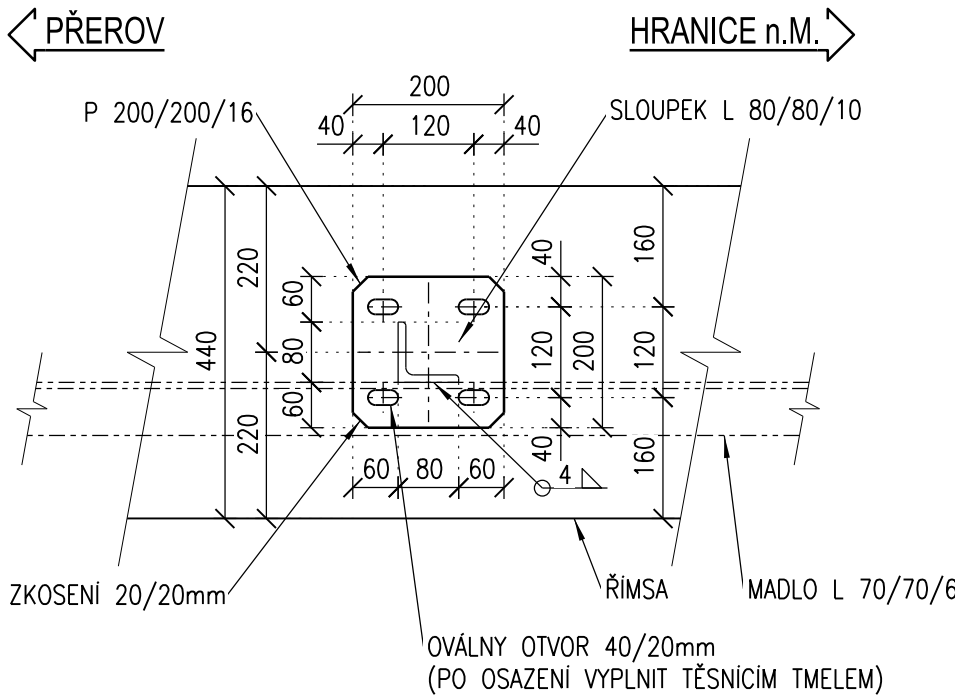 PŘEROV
HRANICE n.M.
200
P 200/200/16
SLOUPEK L 80/80/10
40
120
40
220
440
220
60
80
60
40
120
40
200
160
120
160
60
80
60
4
ZKOSENÍ 20/20mm
ŘÍMSA
MADLO L 70/70/6
OVÁLNY OTVOR 40/20mm
(PO OSAZENÍ VYPLNIT TĚSNICÍM TMELEM)